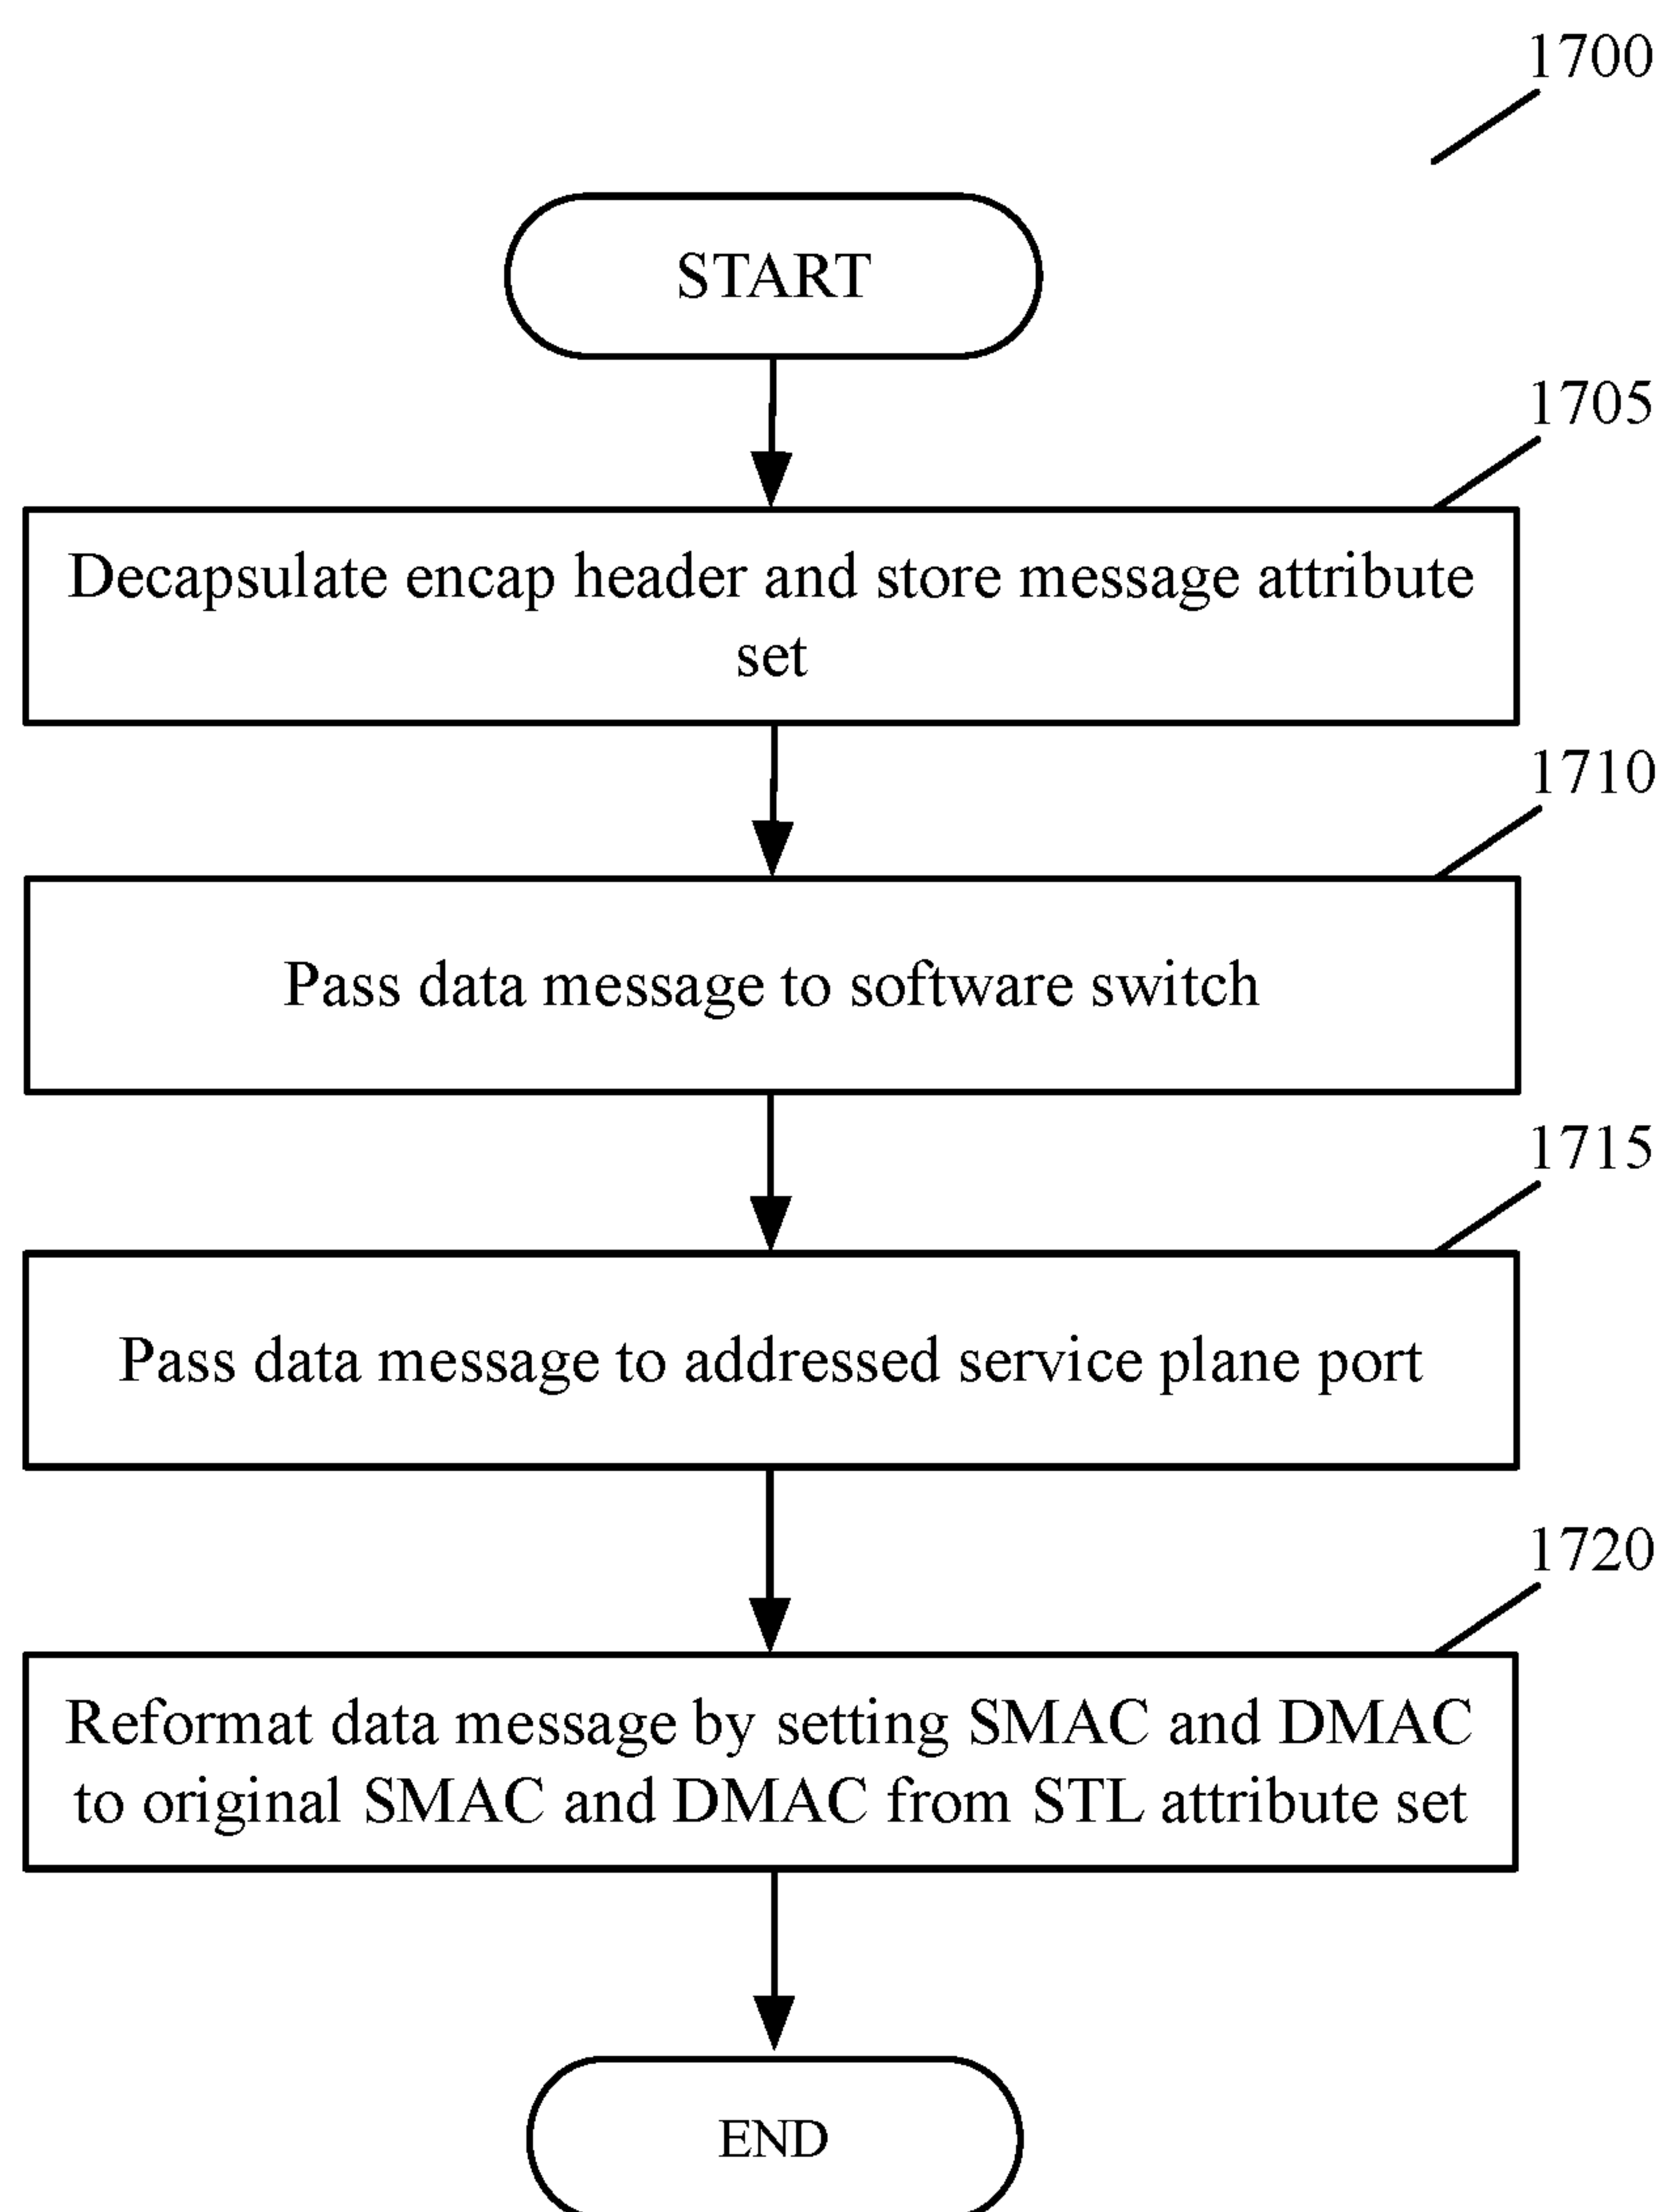 1700
START
1705
Decapsulate encap header and store message attribute
set
1710
Pass data message to software switch
1715
Pass data message to addressed service plane port
1720
Reformat data message by setting SMAC and DMAC
to original SMAC and DMAC from STL attribute set
END